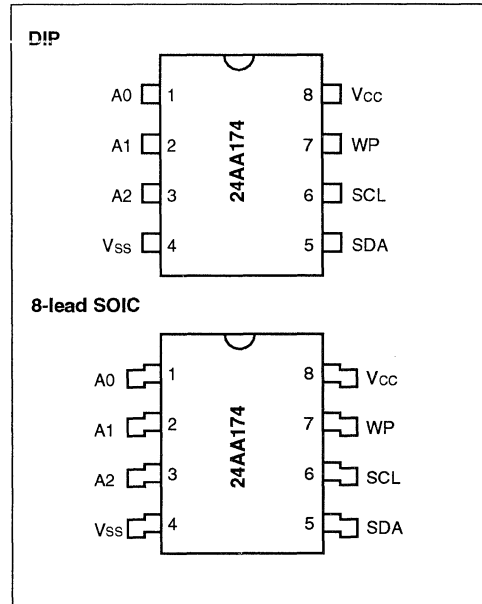 DIP
A0 1 8 Vcc
A1 2 7 WP
A2 3 6 SCL
Vss 4 5 SDA
24AA174
8-lead SOIC
A0 1 8 Vcc
A1 2 7 WP
A2 3 6 SCL
Vss 4 5 SDA
24AA174